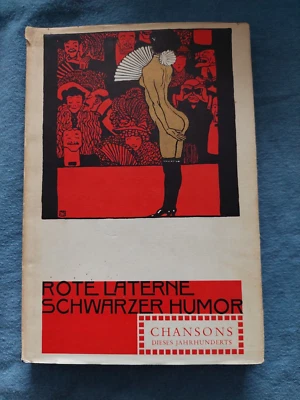 ROTE LATERNE
SCHWARZER HUMOR
CHANSONS
DIESES JAHRHUNDERTS